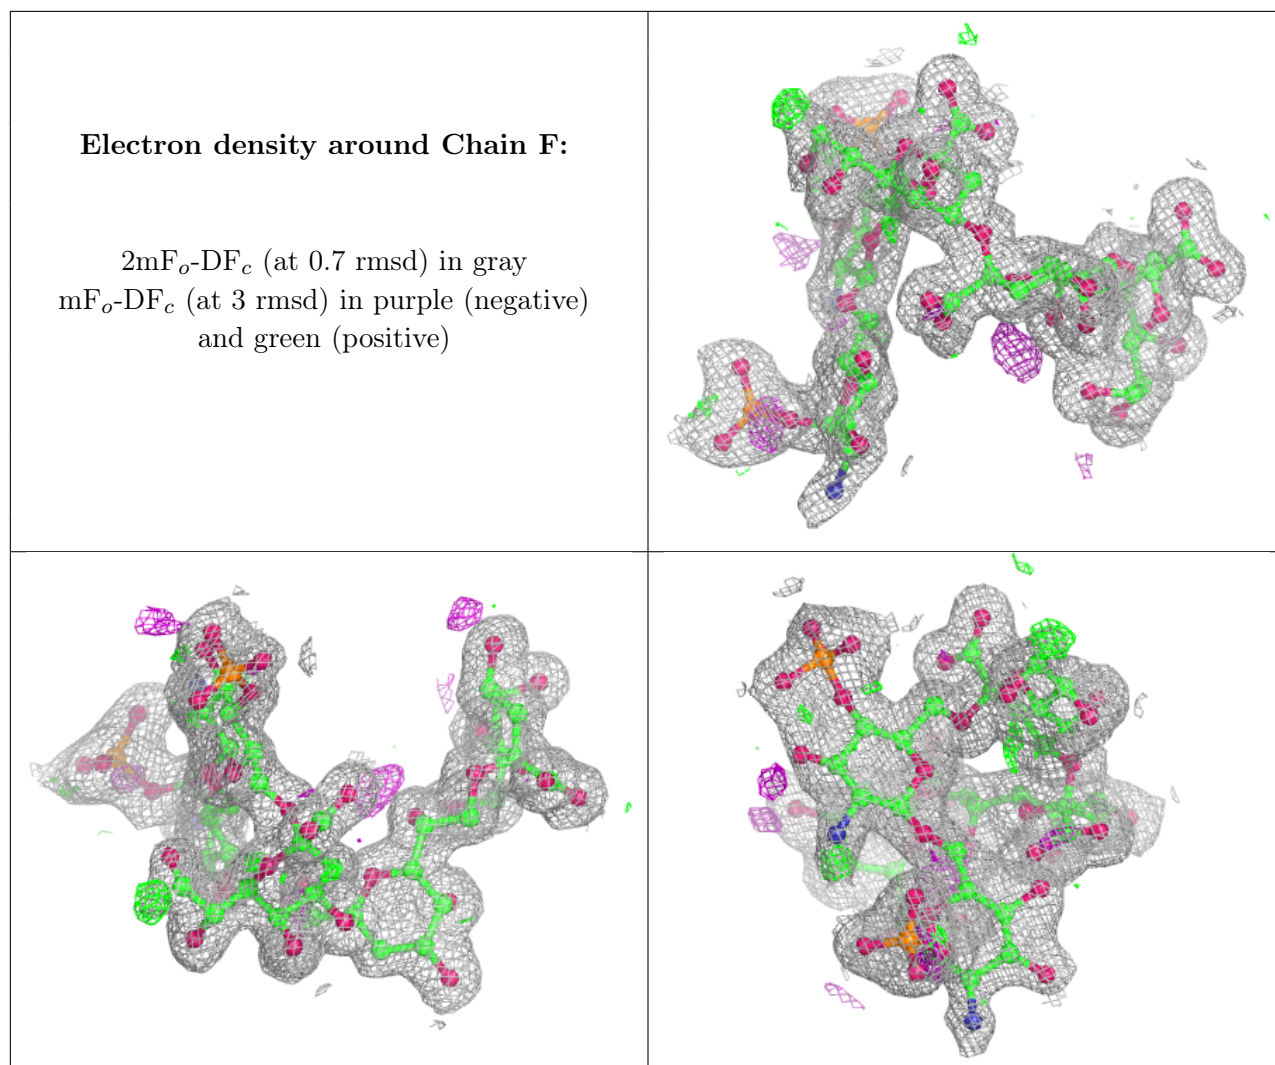 Electron density around Chain F:
2mFo-DFc (at 0.7 rmsd) in gray
mFo-DFc (at 3 rmsd) in purple (negative)
and green (positive)